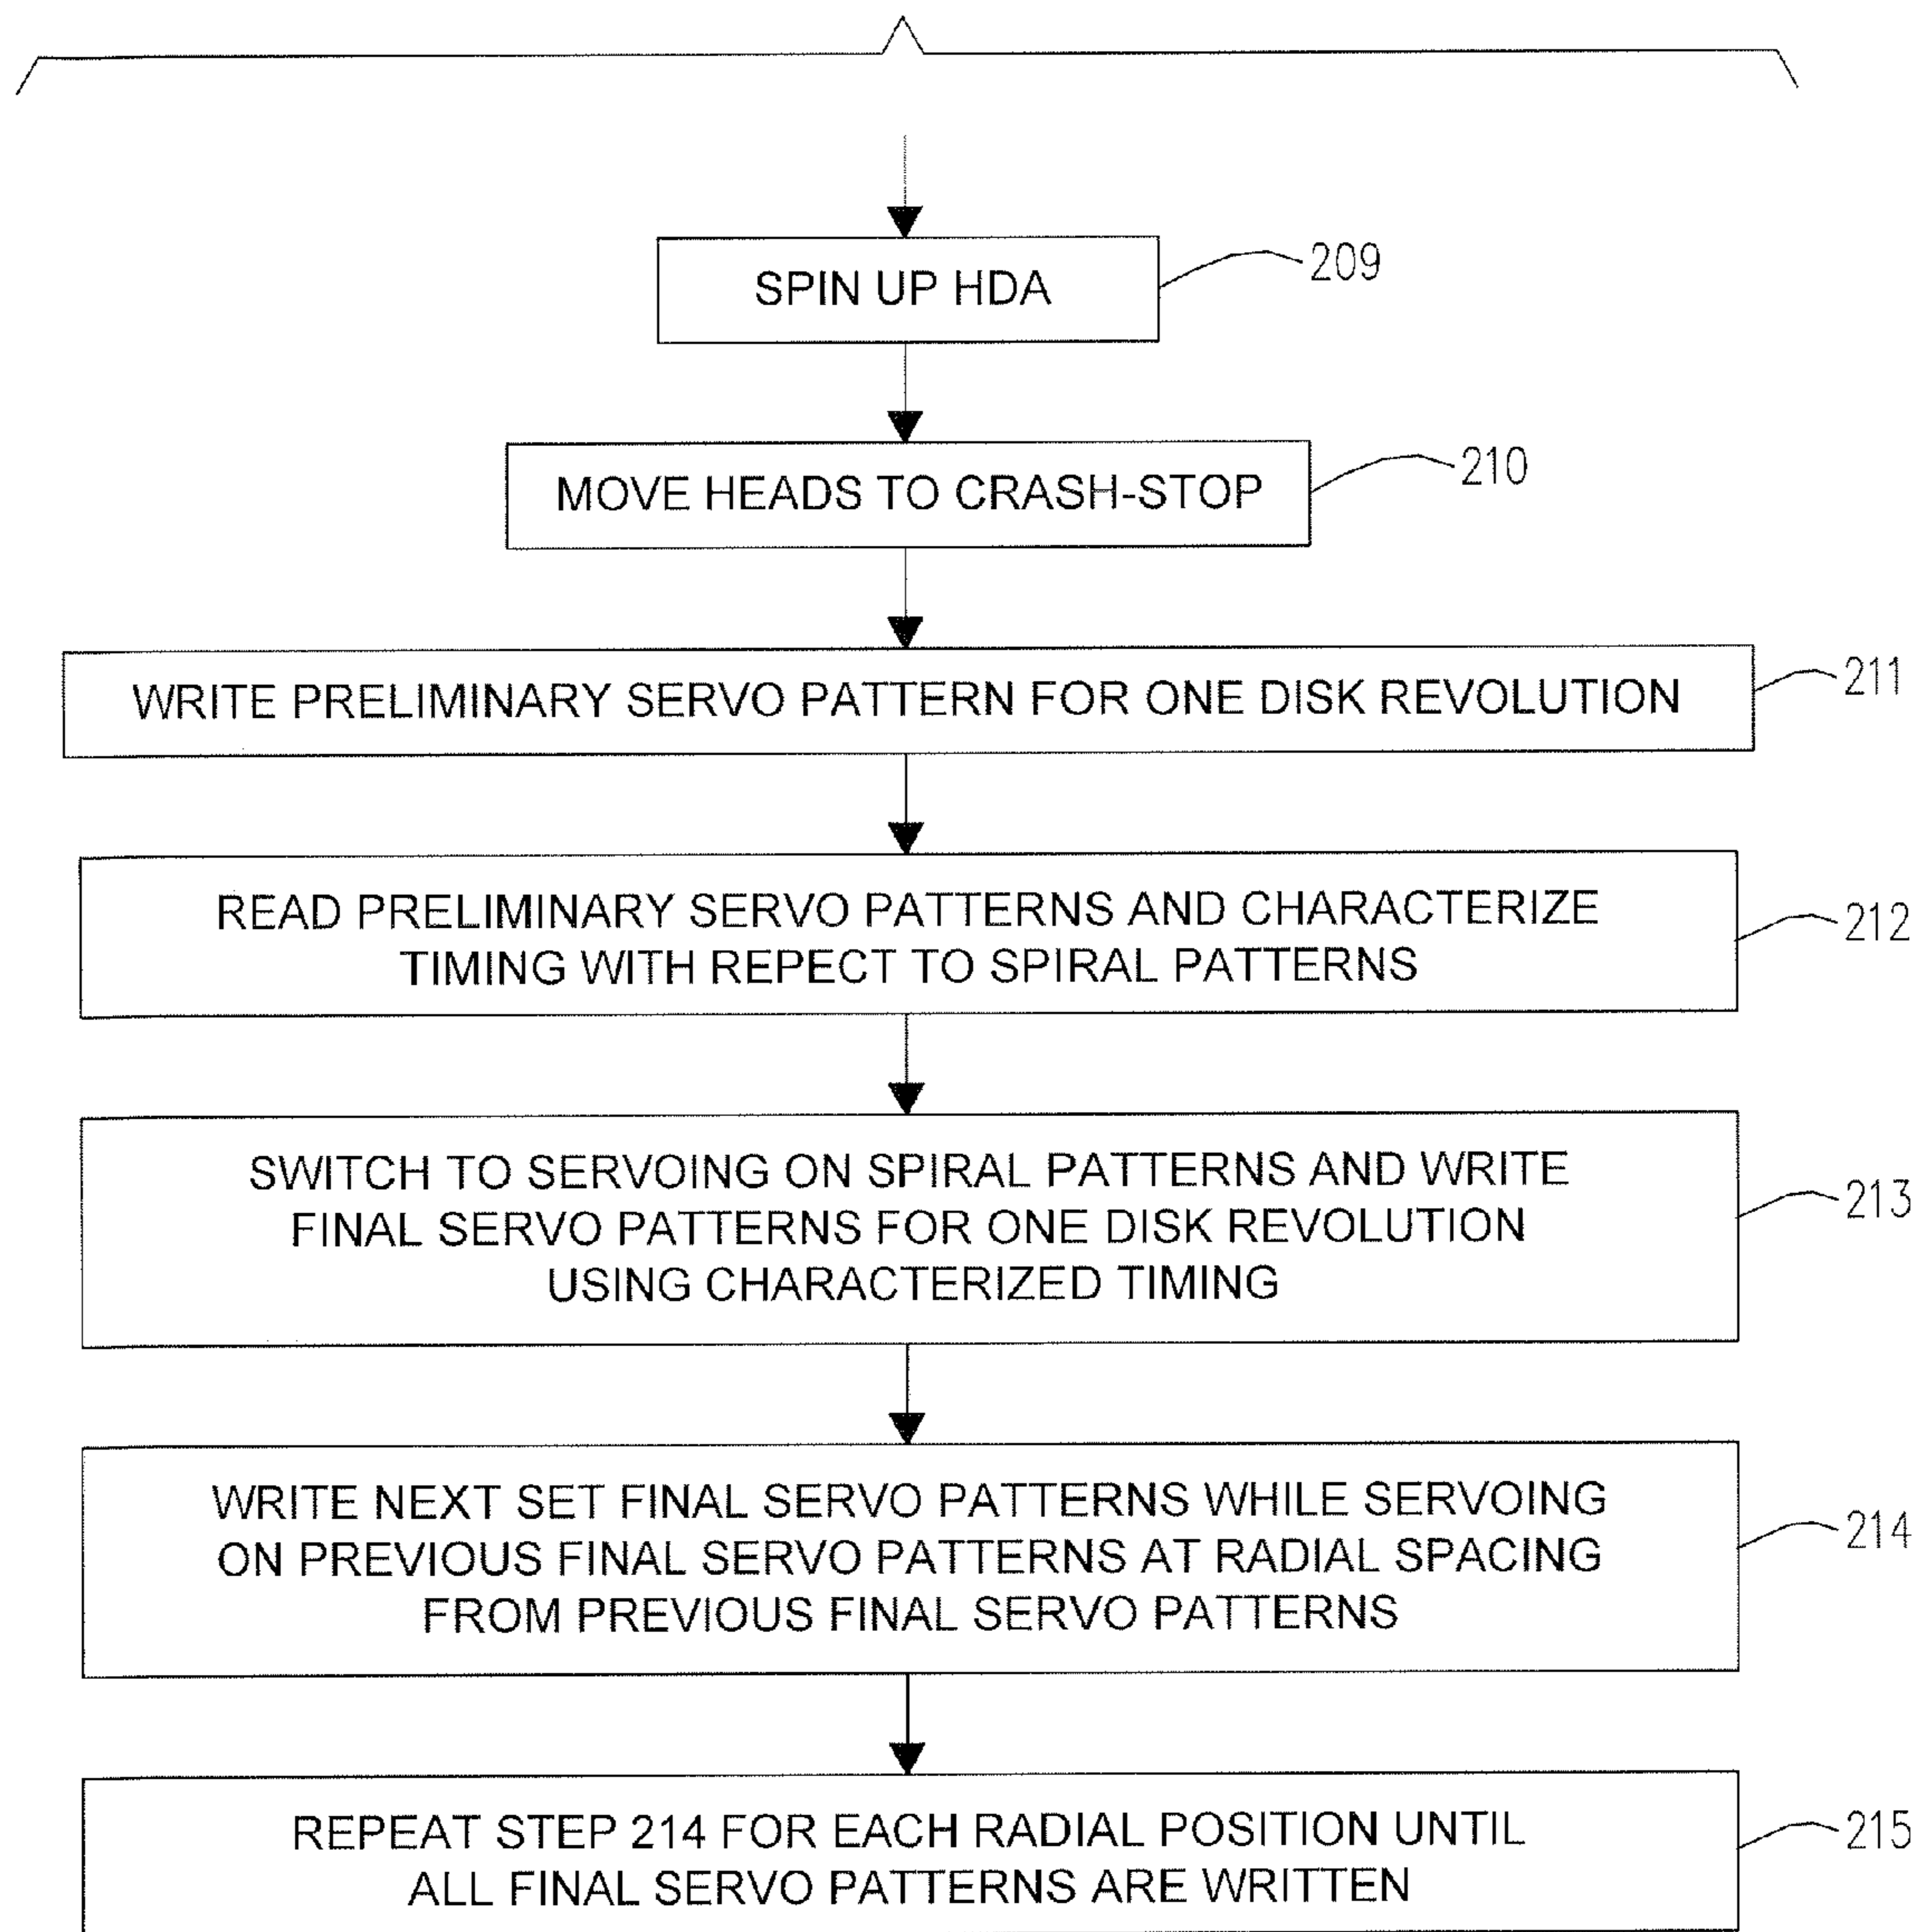 SPIN UP HDA
209
MOVE HEADS TO CRASH-STOP
210
WRITE PRELIMINARY SERVO PATTERN FOR ONE DISK REVOLUTION
211
READ PRELIMINARY SERVO PATTERNS AND CHARACTERIZE
TIMING WITH REPECT TO SPIRAL PATTERNS
212
SWITCH TO SERVOING ON SPIRAL PATTERNS AND WRITE
FINAL SERVO PATTERNS FOR ONE DISK REVOLUTION
USING CHARACTERIZED TIMING
213
WRITE NEXT SET FINAL SERVO PATTERNS WHILE SERVOING
ON PREVIOUS FINAL SERVO PATTERNS AT RADIAL SPACING
FROM PREVIOUS FINAL SERVO PATTERNS
214
REPEAT STEP 214 FOR EACH RADIAL POSITION UNTIL
ALL FINAL SERVO PATTERNS ARE WRITTEN
215